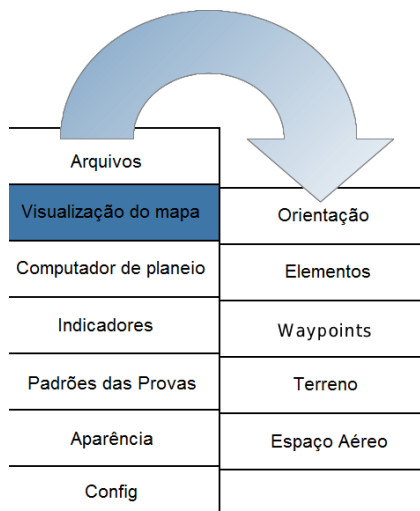 Arquivos
Visualização do mapa
Computador de planeio
Indicadores
Padrões das Provas
Aparência
Config
Orientação
Elementos
Waypoints
Terreno
Espaço Aéreo